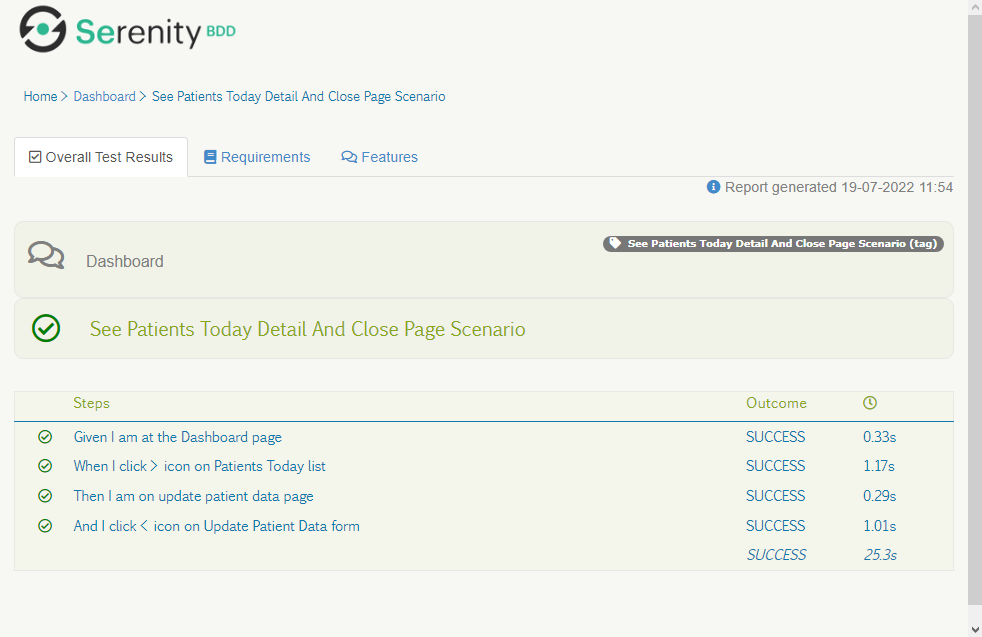 Serenity BDD
Home > Dashboard > See Patients Today Detail And Close Page Scenario
Overall Test Results Requirements Features
Report generated 19-07-2022 11:54
See Patients Today Detail And Close Page Scenario (tag)
Dashboard
See Patients Today Detail And Close Page Scenario
Steps Outcome
Given I am at the Dashboard page SUCCESS 0.33s
When I click > icon on Patients Today list SUCCESS 1.17s
Then I am on update patient data page SUCCESS 0.29s
And I click < icon on Update Patient Data form SUCCESS 1.01s
SUCCESS 25.3s